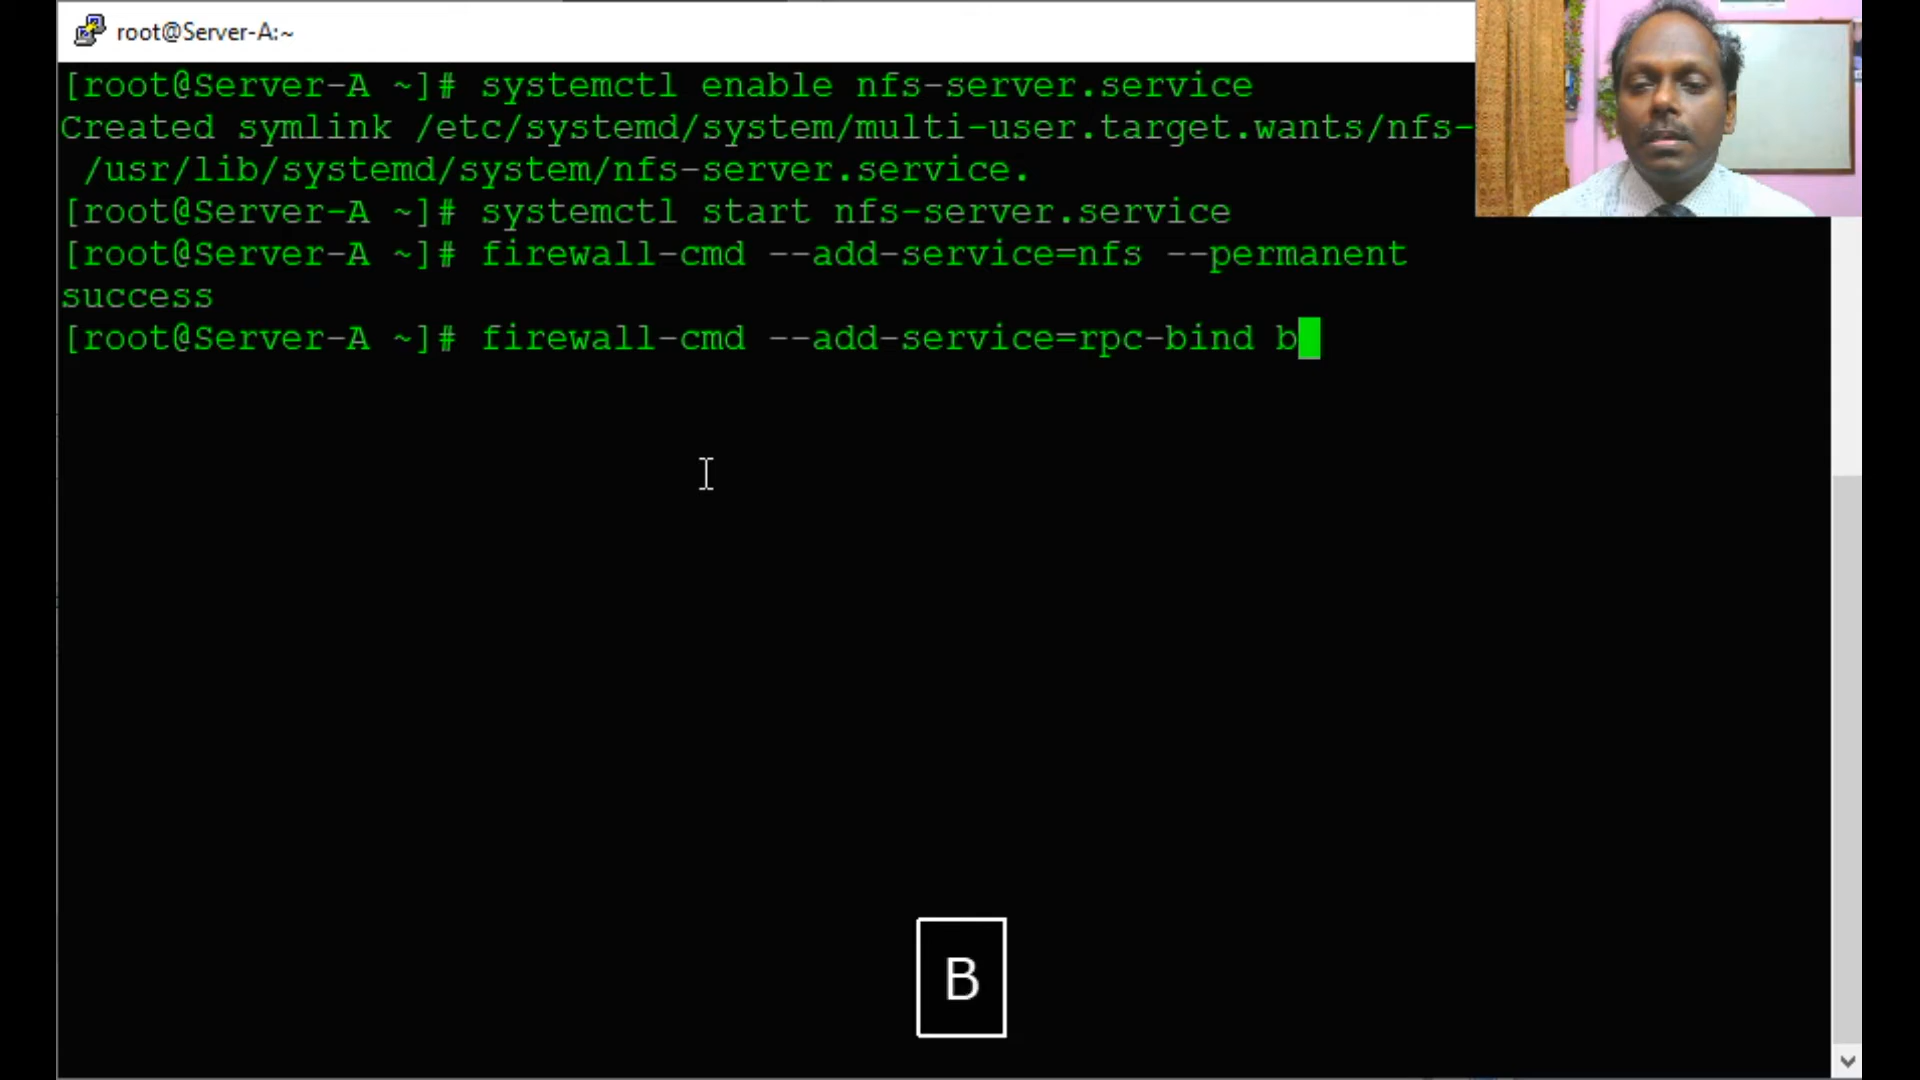 root@Server-A:~
[root@Server-A ~]# systemctl enable nfs-server.service
Created symlink /etc/systemd/system/multi-user.target.wants/nfs-
/usr/lib/systemd/system/nfs-server.service.
[root@Server-A ~]# systemctl start nfs-server.service
[root@Server-A ~]# firewall-cmd --add-service=nfs --permanent
success
[root@Server-A ~]# firewall-cmd --add-service=rpc-bind b
B